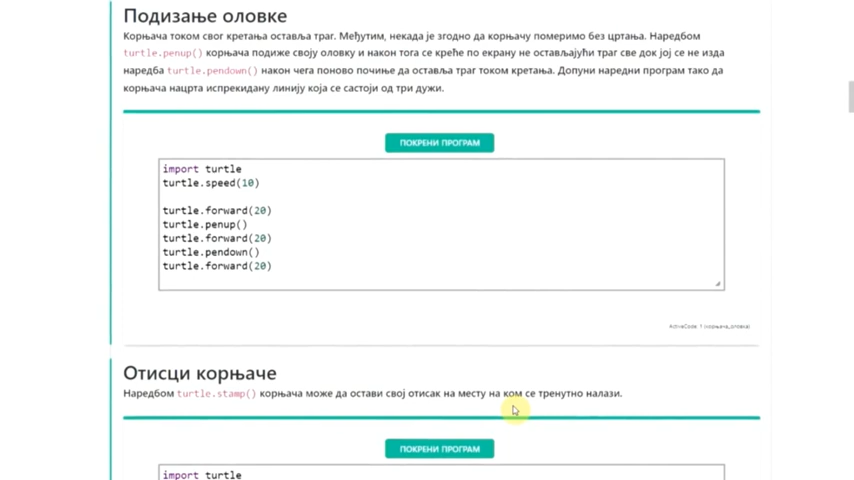 Подизање оловке
Корњача током свог кретања оставља траг. Међутим, некада је згодно да корњачу померимо без цртања. Наредбом
turtle.penup() корњача подиже своју оловку и након тога се креће по екрану не остављајући траг све док јој се не изда
наредба turtle.pendown() након чега поново почиње да оставља траг током кретања. Допуни наредни програм тако да
корњача нацрта испрекидану линију која се састоји од три дужи.
ПОКРЕНИ ПРОГРАМ
import turtle
turtle.speed(10)
turtle.forward(20)
turtle.penup()
turtle.forward(20)
turtle.pendown()
turtle.forward(20)
ActiveCode: 1 (корњача_оловка)
Отисци корњаче
Наредбом turtle.stamp() корњача може да остави свој отисак на месту на ком се тренутно налази.
ПОКРЕНИ ПРОГРАМ
import turtle